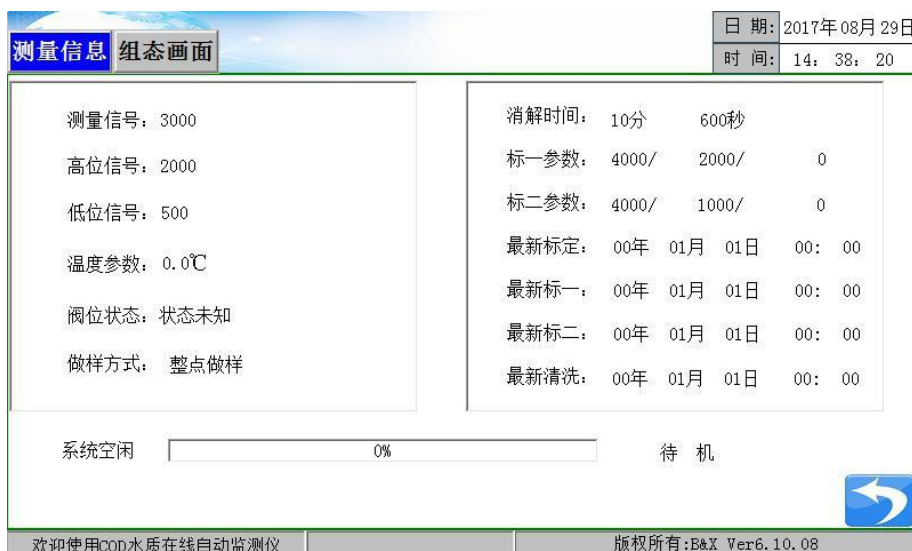 测量信息 组态画面
日 期: 2017年 08月 29日
时 间: 14: 38: 20
测量信号: 3000
高位信号: 2000
低位信号: 500
温度参数: 0.0℃
阀位状态: 状态未知
做样方式: 整点做样
消解时间: 10分 600秒
标一参数: 4000/ 2000/ 0
标二参数: 4000/ 1000/ 0
最新标定: 00年 01月 01日 00: 00
最新标一: 00年 01月 01日 00: 00
最新标二: 00年 01月 01日 00: 00
最新清洗: 00年 01月 01日 00: 00
系统空闲 0% 待 机
欢迎使用COD水质在线自动监测仪 版权所有:B&X Ver6.10.08